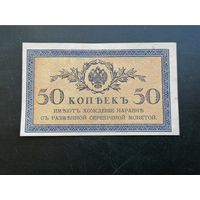 50 КОПѢЕКЪ 50
ИМѢЮТЪ ХОЖДЕНІЕ НАРАВНѢ
СЪ РАЗМѢННОЙ СЕРЕБРЯНОЙ МОНЕТОЙ.